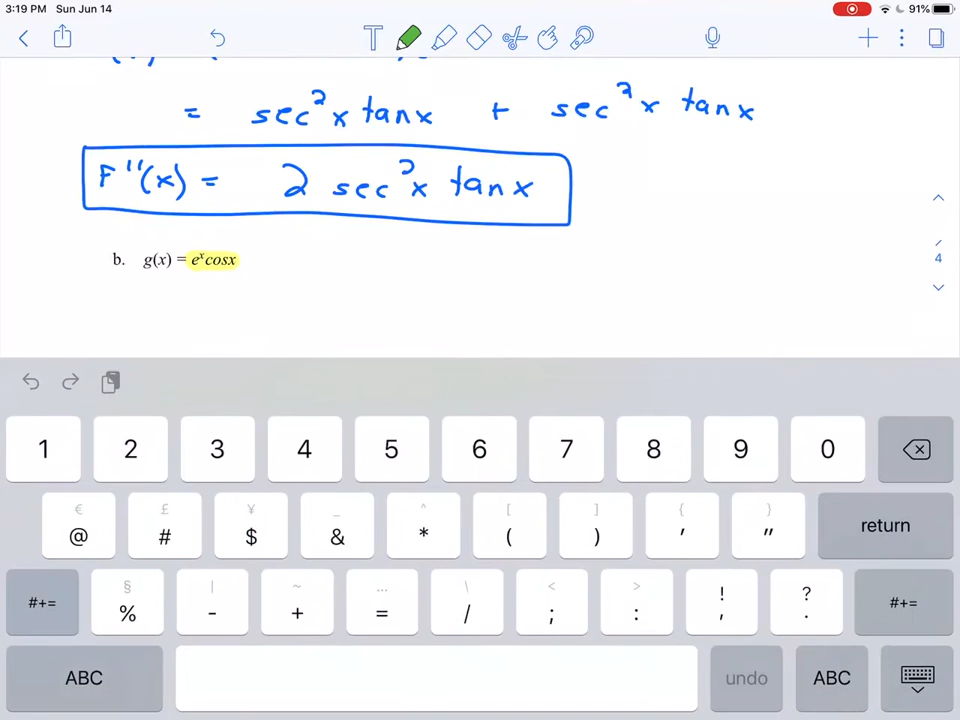 3:19 PM Sun Jun 14 91%
T
= sec²x tanx + sec²x tanx
F''(x) = 2 sec²x tanx
b. g(x) = eˣcosx
4
1 2 3 4 5 6 7 8 9 0
€ £ ¥ _ ^ [ ] { }
@ # $ & * ( ) ' " return
§ | ~ … \ < > ! ?
#+= % - + = / ; : , . #+=
ABC undo ABC